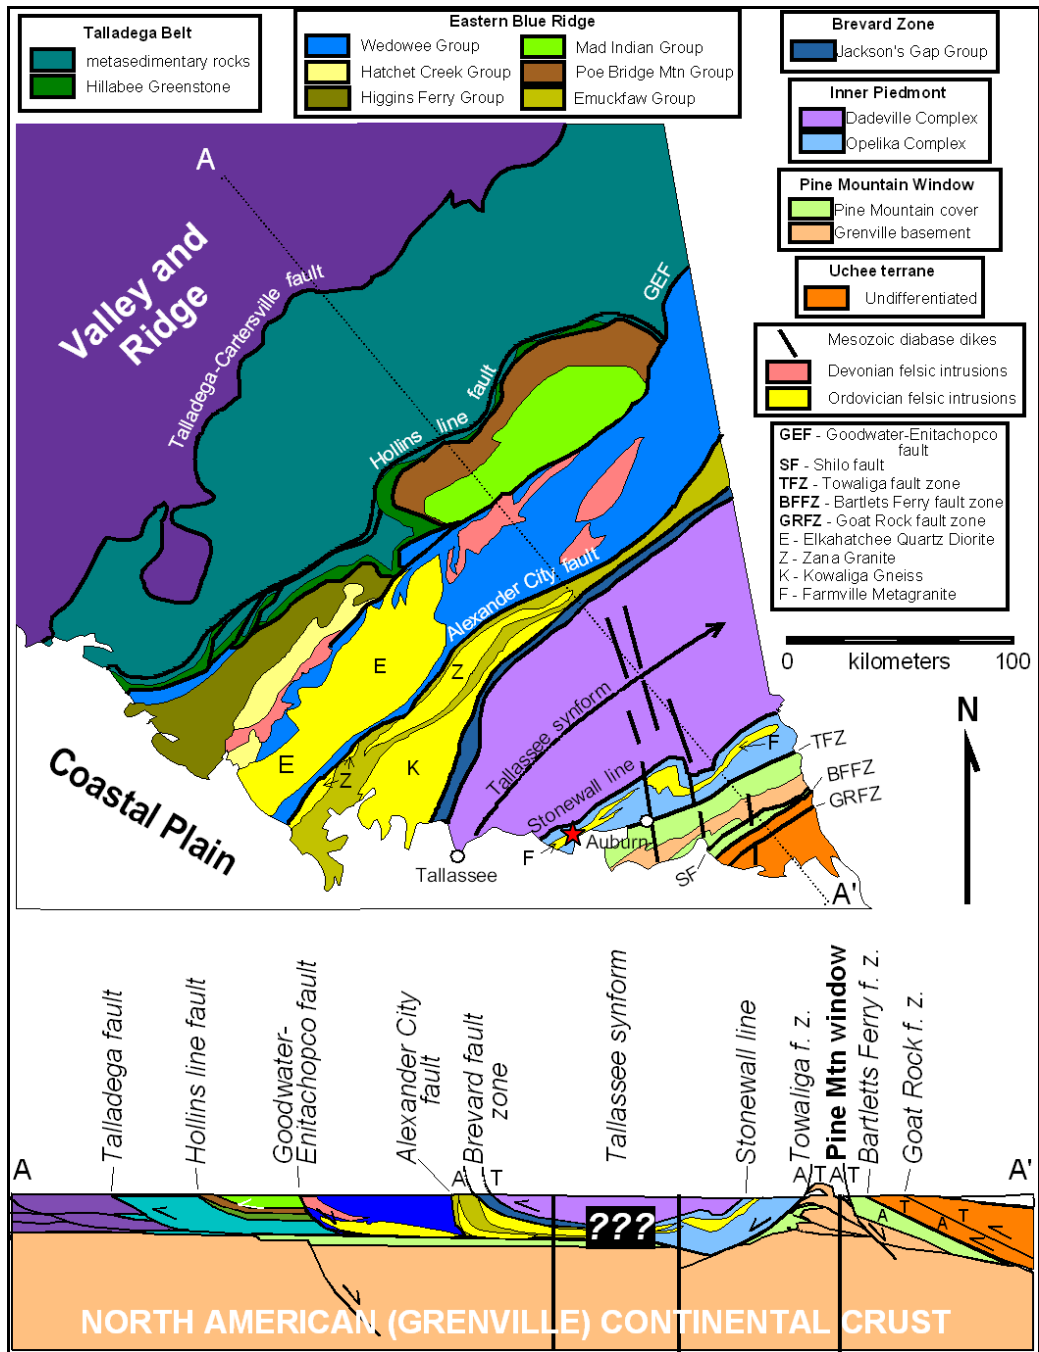 Talladega Belt
metasedimentary rocks
Hillabee Greenstone
Eastern Blue Ridge
Wedowee Group
Hatchet Creek Group
Higgins Ferry Group
Mad Indian Group
Poe Bridge Mtn Group
Emuckfaw Group
Brevard Zone
Jackson's Gap Group
Inner Piedmont
Dadeville Complex
Opelika Complex
Pine Mountain Window
Pine Mountain cover
Grenville basement
Uchee terrane
Undifferentiated
Mesozoic diabase dikes
Devonian felsic intrusions
Ordovician felsic intrusions
GEF - Goodwater-Enitachopco
fault
SF - Shilo fault
TFZ - Towaliga fault zone
BFFZ - Bartlets Ferry fault zone
GRFZ - Goat Rock fault zone
E - Elkahatchee Quartz Diorite
Z - Zana Granite
K - Kowaliga Gneiss
F - Farmville Metagranite
0 kilometers 100
N
A
Valley and
Ridge
Talladega-Cartersville fault
GEF
Hollins line fault
Alexander City fault
E
Z
E
Z
K
Tallassee synform
Stonewall line
F
TFZ
BFFZ
GRFZ
Coastal Plain
Tallassee
F
Auburn
SF
A'
Talladega fault
Hollins line fault
Goodwater-
Enitachopco fault
Alexander City
fault
Brevard fault
zone
Tallassee synform
Stonewall line
Towaliga f. z.
Pine Mtn window
Bartletts Ferry f. z.
Goat Rock f. z.
A
A T
A T A T
A'
A T
A T
???
NORTH AMERICAN (GRENVILLE) CONTINENTAL CRUST